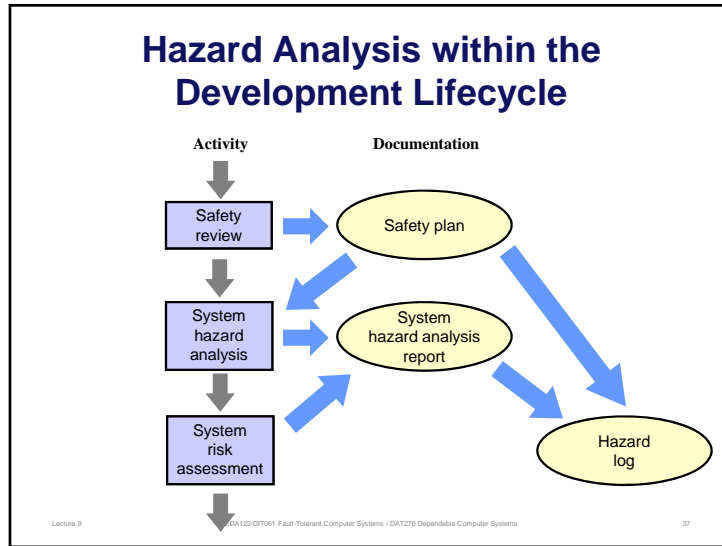 Hazard Analysis within the
Development Lifecycle
Activity
Documentation
Safety
review
Safety plan
System
hazard
analysis
System
hazard analysis
report
System
risk
assessment
Hazard
log
Lecture 9
EDA122/DIT061 Fault-Tolerant Computer Systems / DAT270 Dependable Computer Systems
37